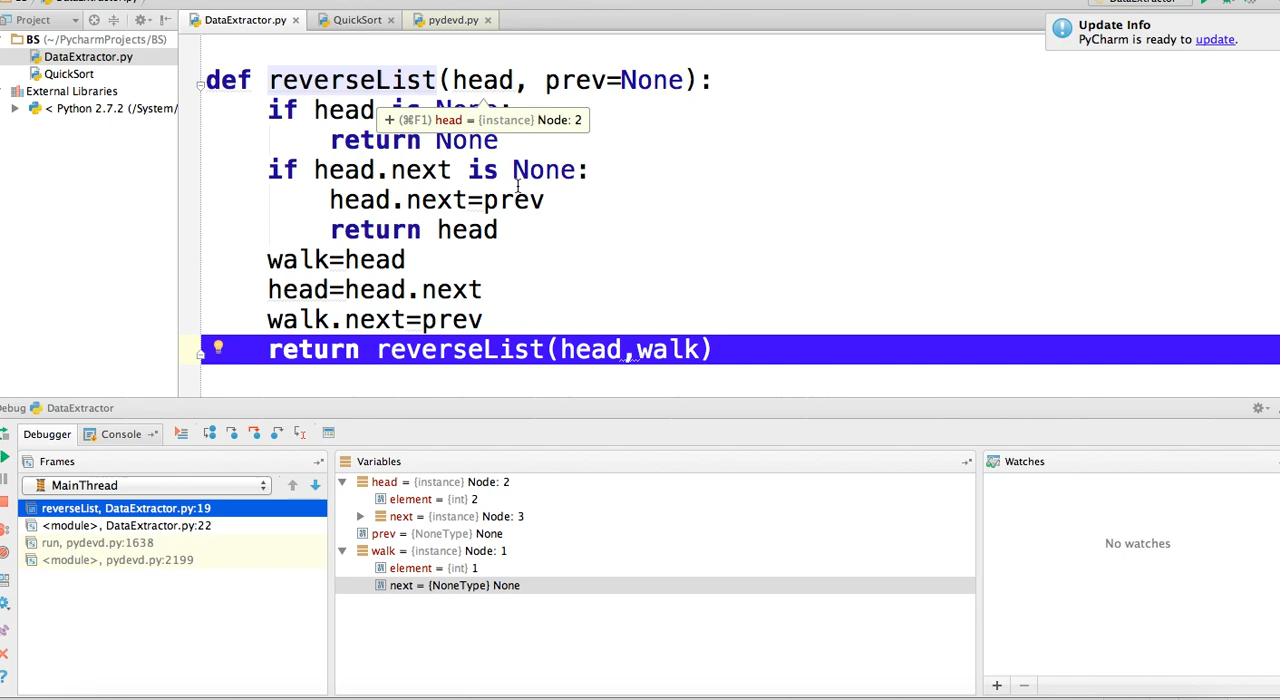 DataExtractor.py
Project
DataExtractor.py
QuickSort
pydevd.py
Update Info
PyCharm is ready to update.
BS (~/PycharmProjects/BS)
DataExtractor.py
QuickSort
External Libraries
< Python 2.7.2 (/System/
def reverseList(head, prev=None):
if head is None:
+ (⌘F1) head = {instance} Node: 2
return None
if head.next is None:
head.next=prev
return head
walk=head
head=head.next
walk.next=prev
return reverseList(head,walk)
Debug DataExtractor
Debugger
Console
Frames
Variables
Watches
MainThread
reverseList, DataExtractor.py:19
<module>, DataExtractor.py:22
run, pydevd.py:1638
<module>, pydevd.py:2199
head = {instance} Node: 2
element = {int} 2
next = {instance} Node: 3
prev = {NoneType} None
walk = {instance} Node: 1
element = {int} 1
next = {NoneType} None
No watches